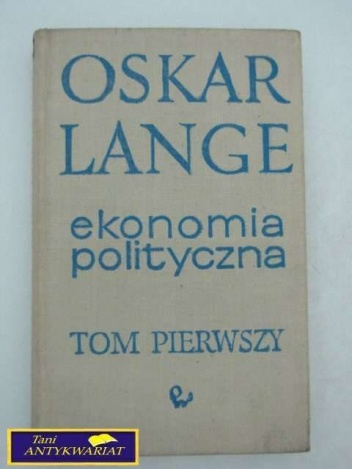 OSKAR
LANGE
ekonomia
polityczna
TOM PIERWSZY
Tani
ANTYKWARIAT